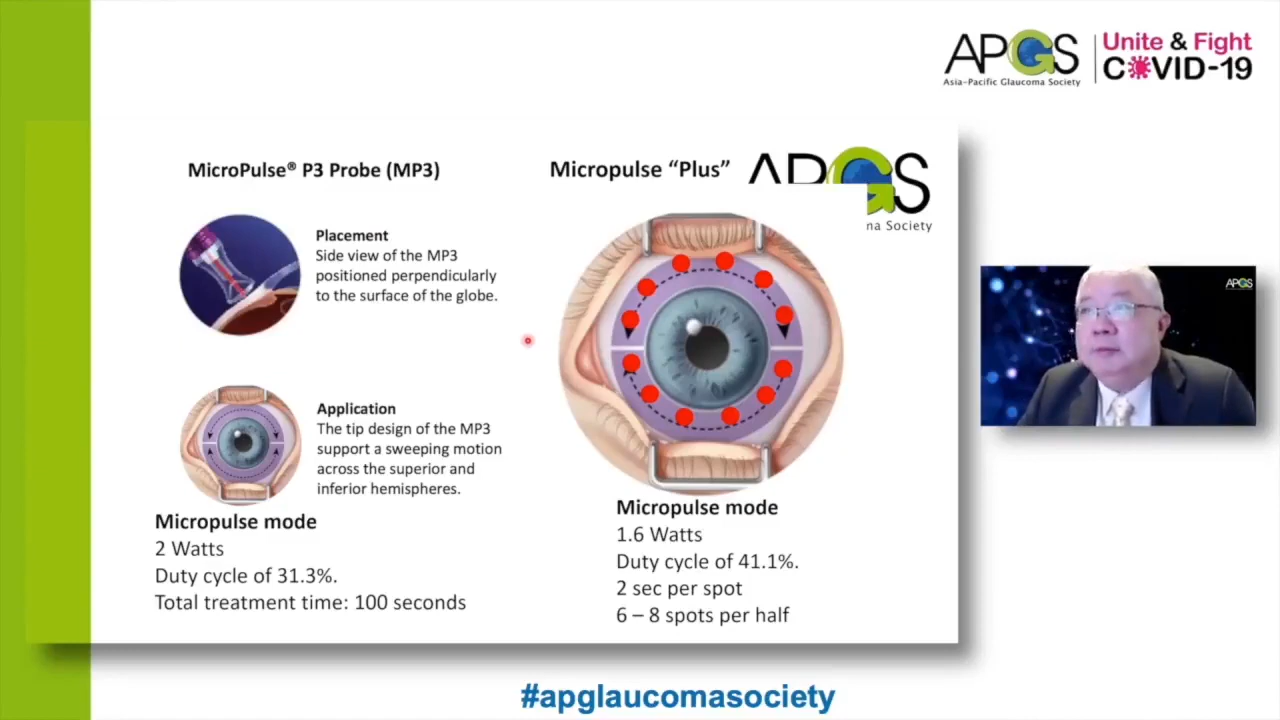 APGS
Asia-Pacific Glaucoma Society
Unite & Fight
COVID-19
MicroPulse® P3 Probe (MP3)
Micropulse “Plus”
APGS
na Society
Placement
Side view of the MP3
positioned perpendicularly
to the surface of the globe.
Application
The tip design of the MP3
support a sweeping motion
across the superior and
inferior hemispheres.
Micropulse mode
2 Watts
Duty cycle of 31.3%.
Total treatment time: 100 seconds
Micropulse mode
1.6 Watts
Duty cycle of 41.1%.
2 sec per spot
6 – 8 spots per half
APGS
#apglaucomasociety